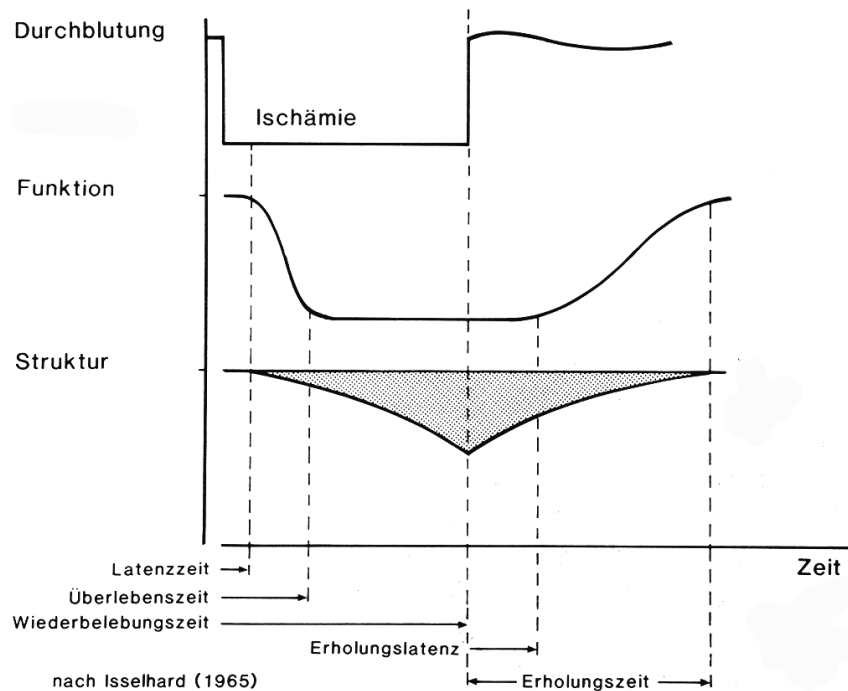 Durchblutung
Ischämie
Funktion
Struktur
Zeit
Latenzzeit
Überlebenszeit
Wiederbelebungszeit
Erholungslatenz
Erholungszeit
nach Isselhard (1965)